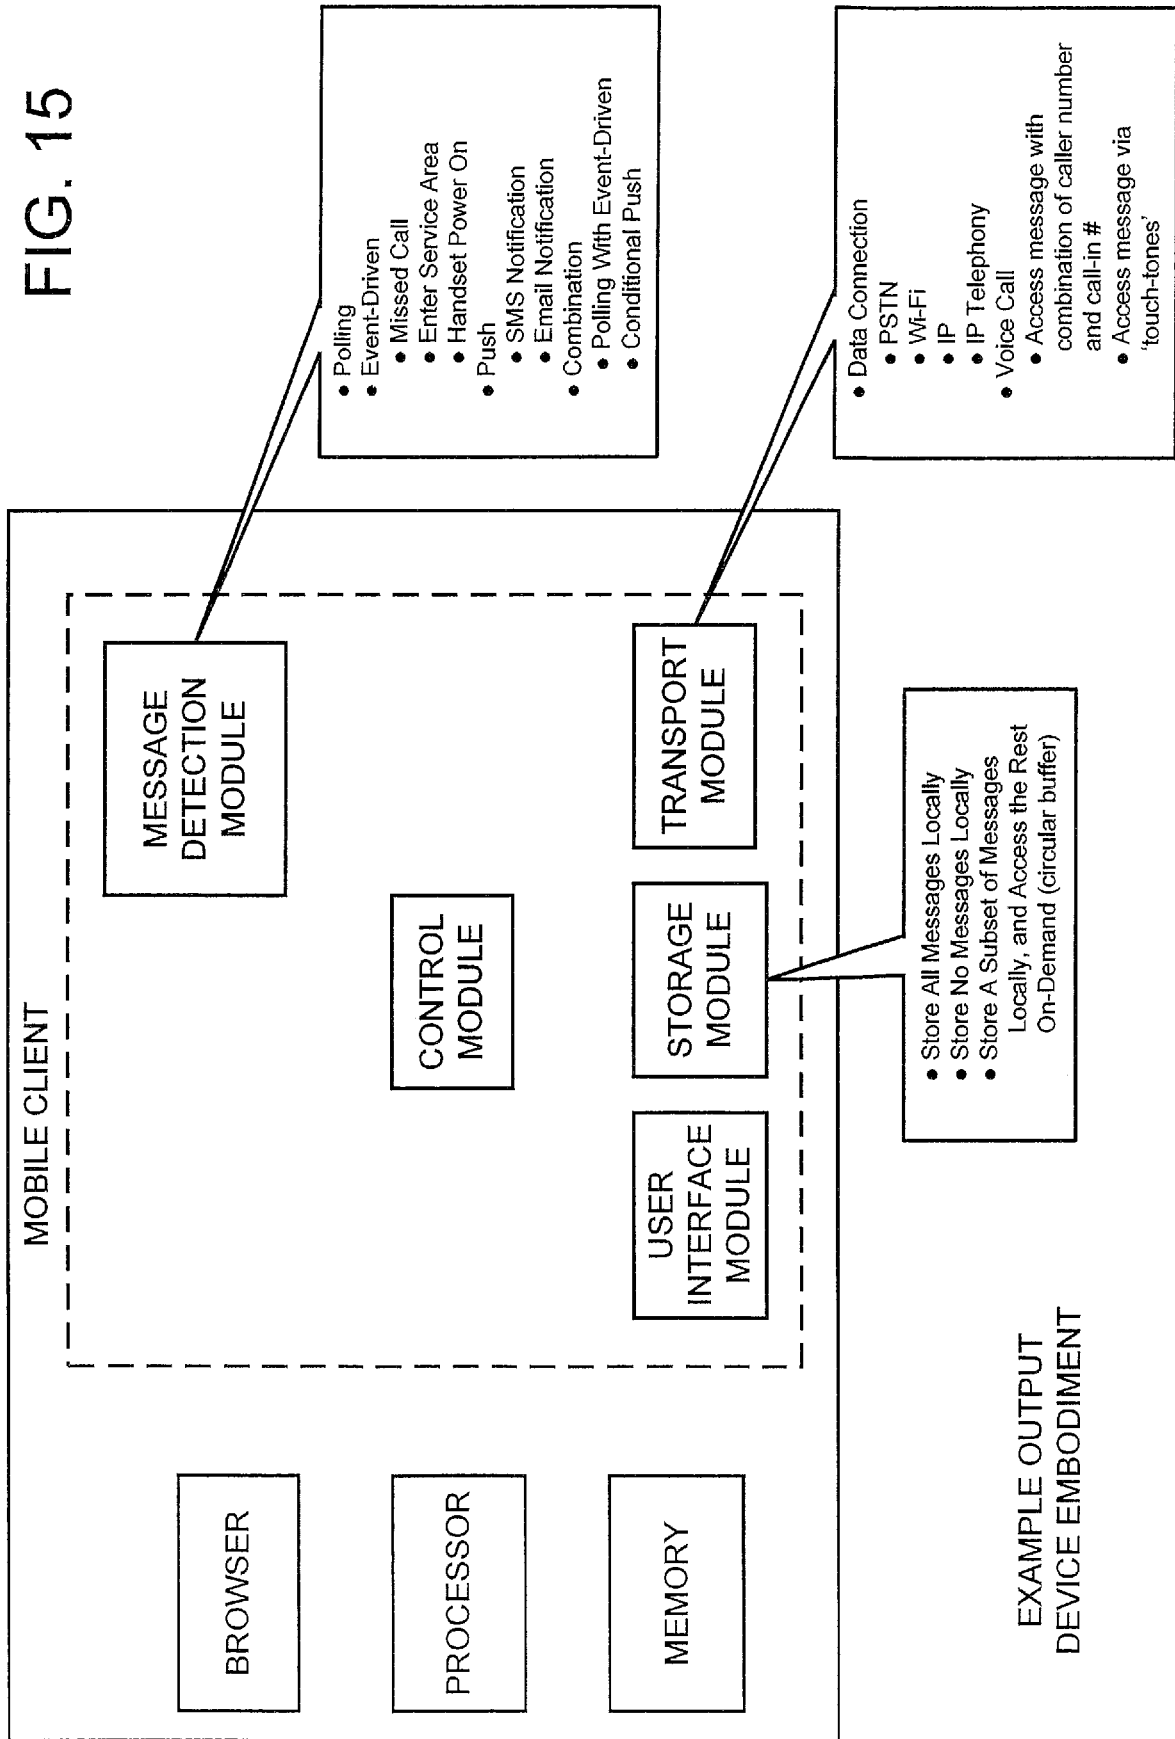 FIG. 15
MOBILE CLIENT
BROWSER
PROCESSOR
MEMORY
MESSAGE
DETECTION
MODULE
CONTROL
MODULE
USER
INTERFACE
MODULE
STORAGE
MODULE
TRANSPORT
MODULE
• Polling
• Event-Driven
• Missed Call
• Enter Service Area
• Handset Power On
• Push
• SMS Notification
• Email Notification
• Combination
• Polling With Event-Driven
• Conditional Push
• Data Connection
• PSTN
• Wi-Fi
• IP
• IP Telephony
• Voice Call
• Access message with
combination of caller number
and call-in #
• Access message via
'touch-tones'
• Store All Messages Locally
• Store No Messages Locally
• Store A Subset of Messages
Locally, and Access the Rest
On-Demand (circular buffer)
EXAMPLE OUTPUT
DEVICE EMBODIMENT